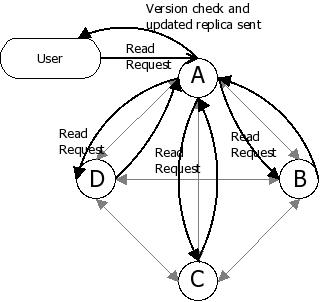 Version check and
updated replica sent
User
Read
Request
A
Read
Request
Read
Request
Read
Request
D
B
C